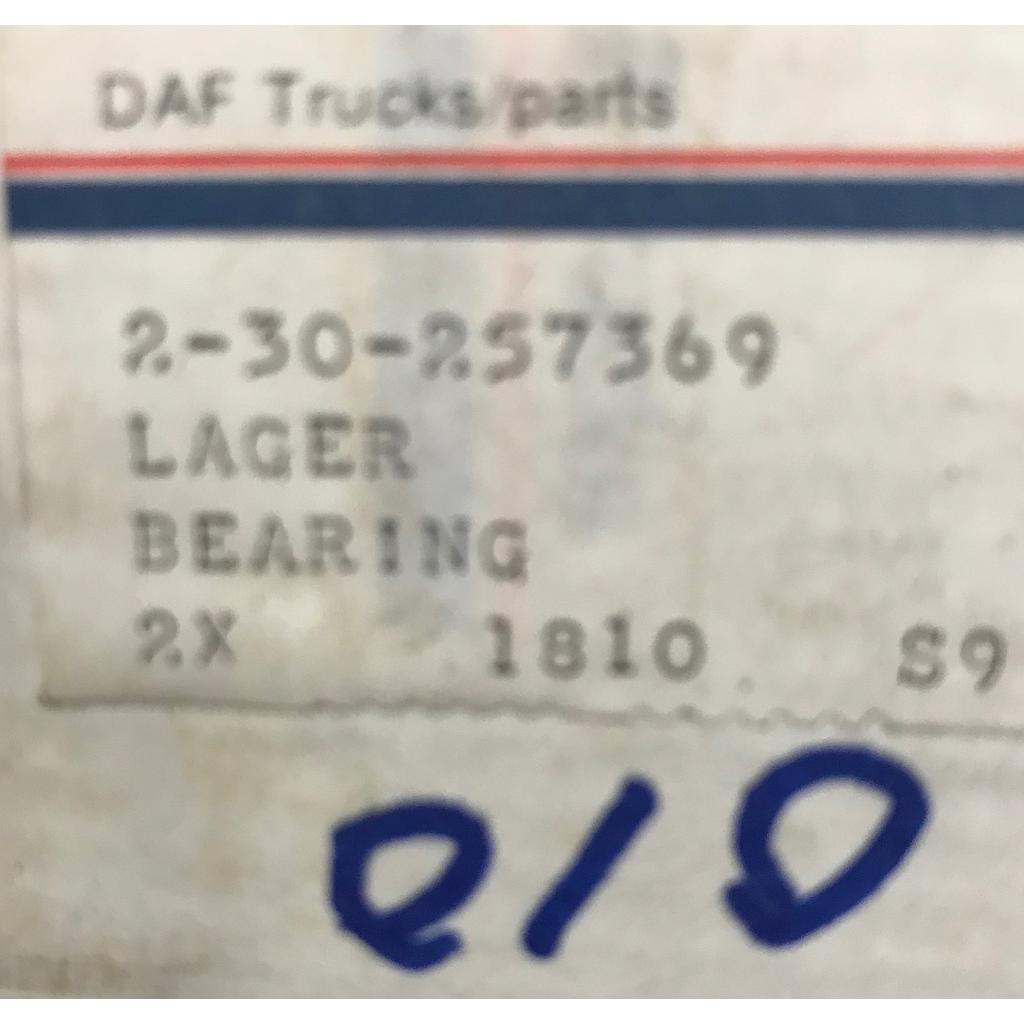 DAF Trucks/parts
2-30-257369
LAGER
BEARING
2X 1810 S9
010